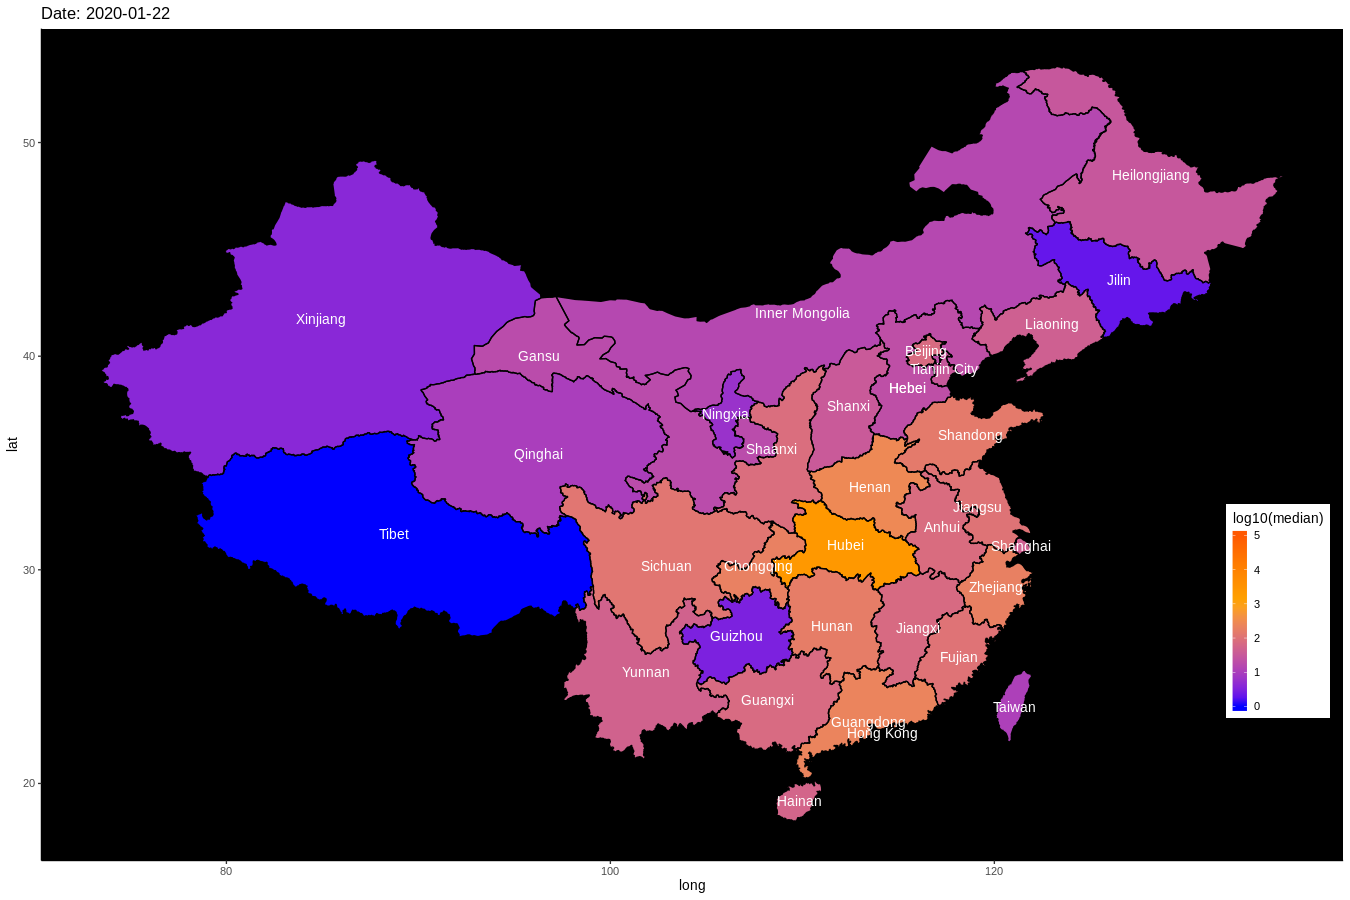 Date: 2020-01-22
50
40
30
20
lat
80
100
120
long
Heilongjiang
Jilin
Xinjiang
Inner Mongolia
Liaoning
Gansu
Beijing
Tianjin City
Hebei
Ningxia
Shanxi
Shandong
Shaanxi
Qinghai
Henan
Jiangsu
Anhui
Tibet
Hubei
Shanghai
Sichuan
Chongqing
Zhejiang
Guizhou
Hunan
Jiangxi
Fujian
Yunnan
Guangxi
Taiwan
Guangdong
Hong Kong
Hainan
log10(median)
5
4
3
2
1
0